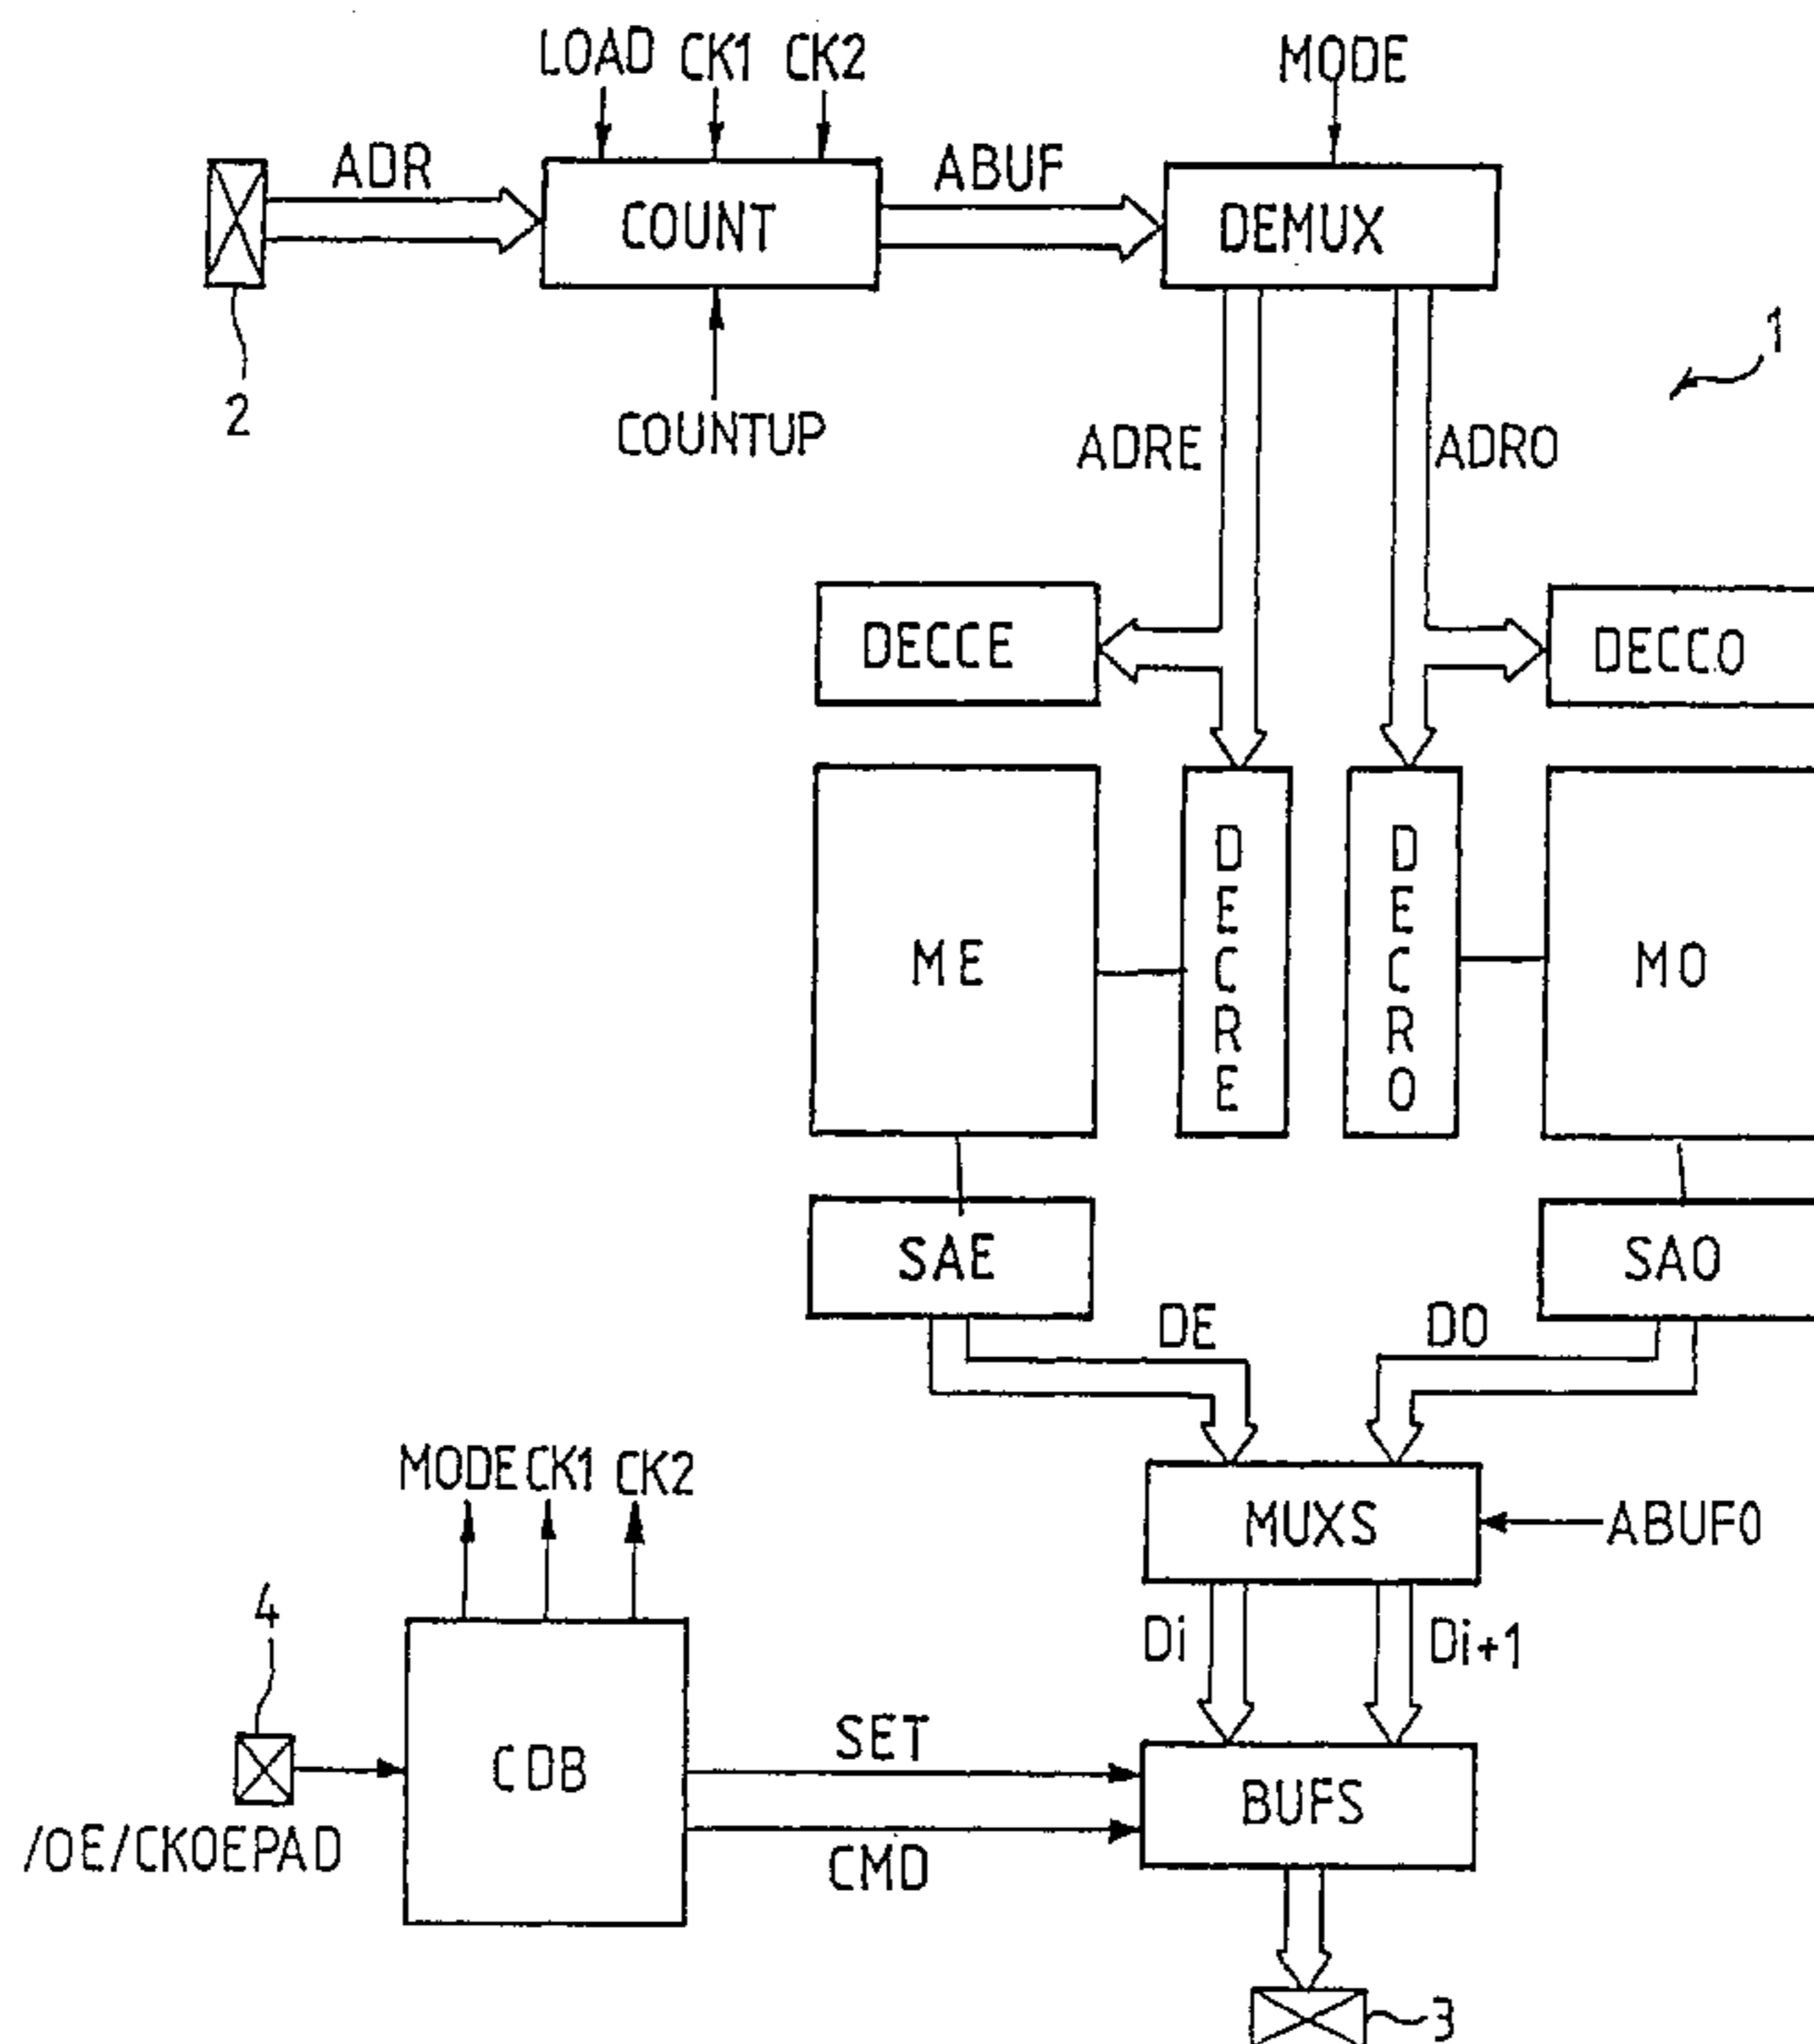 LOAD CK1 CK2 MODE
ADR ABUF
COUNT DEMUX
1
2 COUNTUP ADRE ADRO
DECCE DECCO
ME DECRE DECRO MO
SAE SAO
DE DO
MODE CK1 CK2
MUXS ABUF0
4 Di Di+1
SET
COB BUFS
/OE/CKOEPAD CMD
3